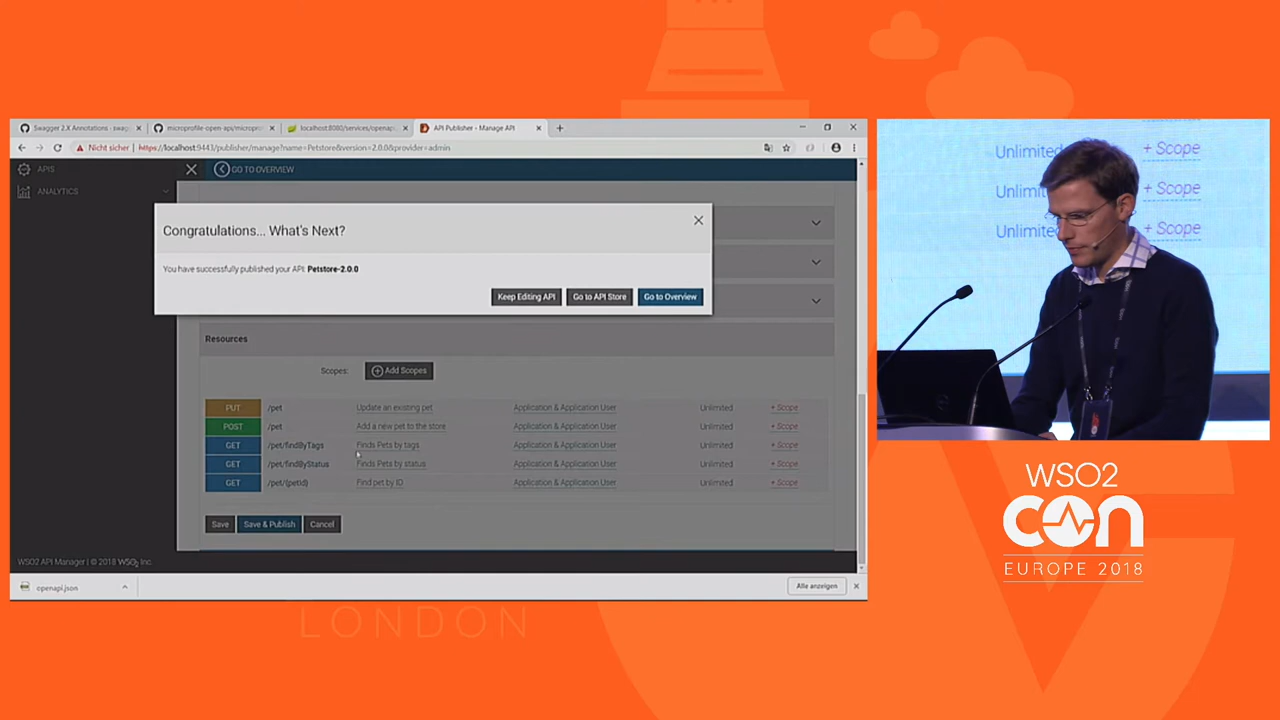 Swagger 2.X Annotations · swag
microprofile-open-api/micropro
localhost:8080/services/openap
API Publisher - Manage API
Nicht sicher | https://localhost:9443/publisher/manage?name=Petstore&version=2.0.0&provider=admin
APIS
GO TO OVERVIEW
ANALYTICS
Congratulations... What's Next?
You have successfully published your API: Petstore-2.0.0
Keep Editing API Go to API Store Go to Overview
Resources
Scopes: Add Scopes
PUT /pet Update an existing pet Application & Application User Unlimited + Scope
POST /pet Add a new pet to the store Application & Application User Unlimited + Scope
GET /pet/findByTags Finds Pets by tags Application & Application User Unlimited + Scope
GET /pet/findByStatus Finds Pets by status Application & Application User Unlimited + Scope
GET /pet/{petId} Find pet by ID Application & Application User Unlimited + Scope
Save Save & Publish Cancel
WSO2 API Manager | © 2018 WSO2 Inc.
openapi.json
Alle anzeigen
Unlimited + Scope
Unlimit + Scope
Unlimited + Scope
WSO2
CON
EUROPE 2018
LONDON